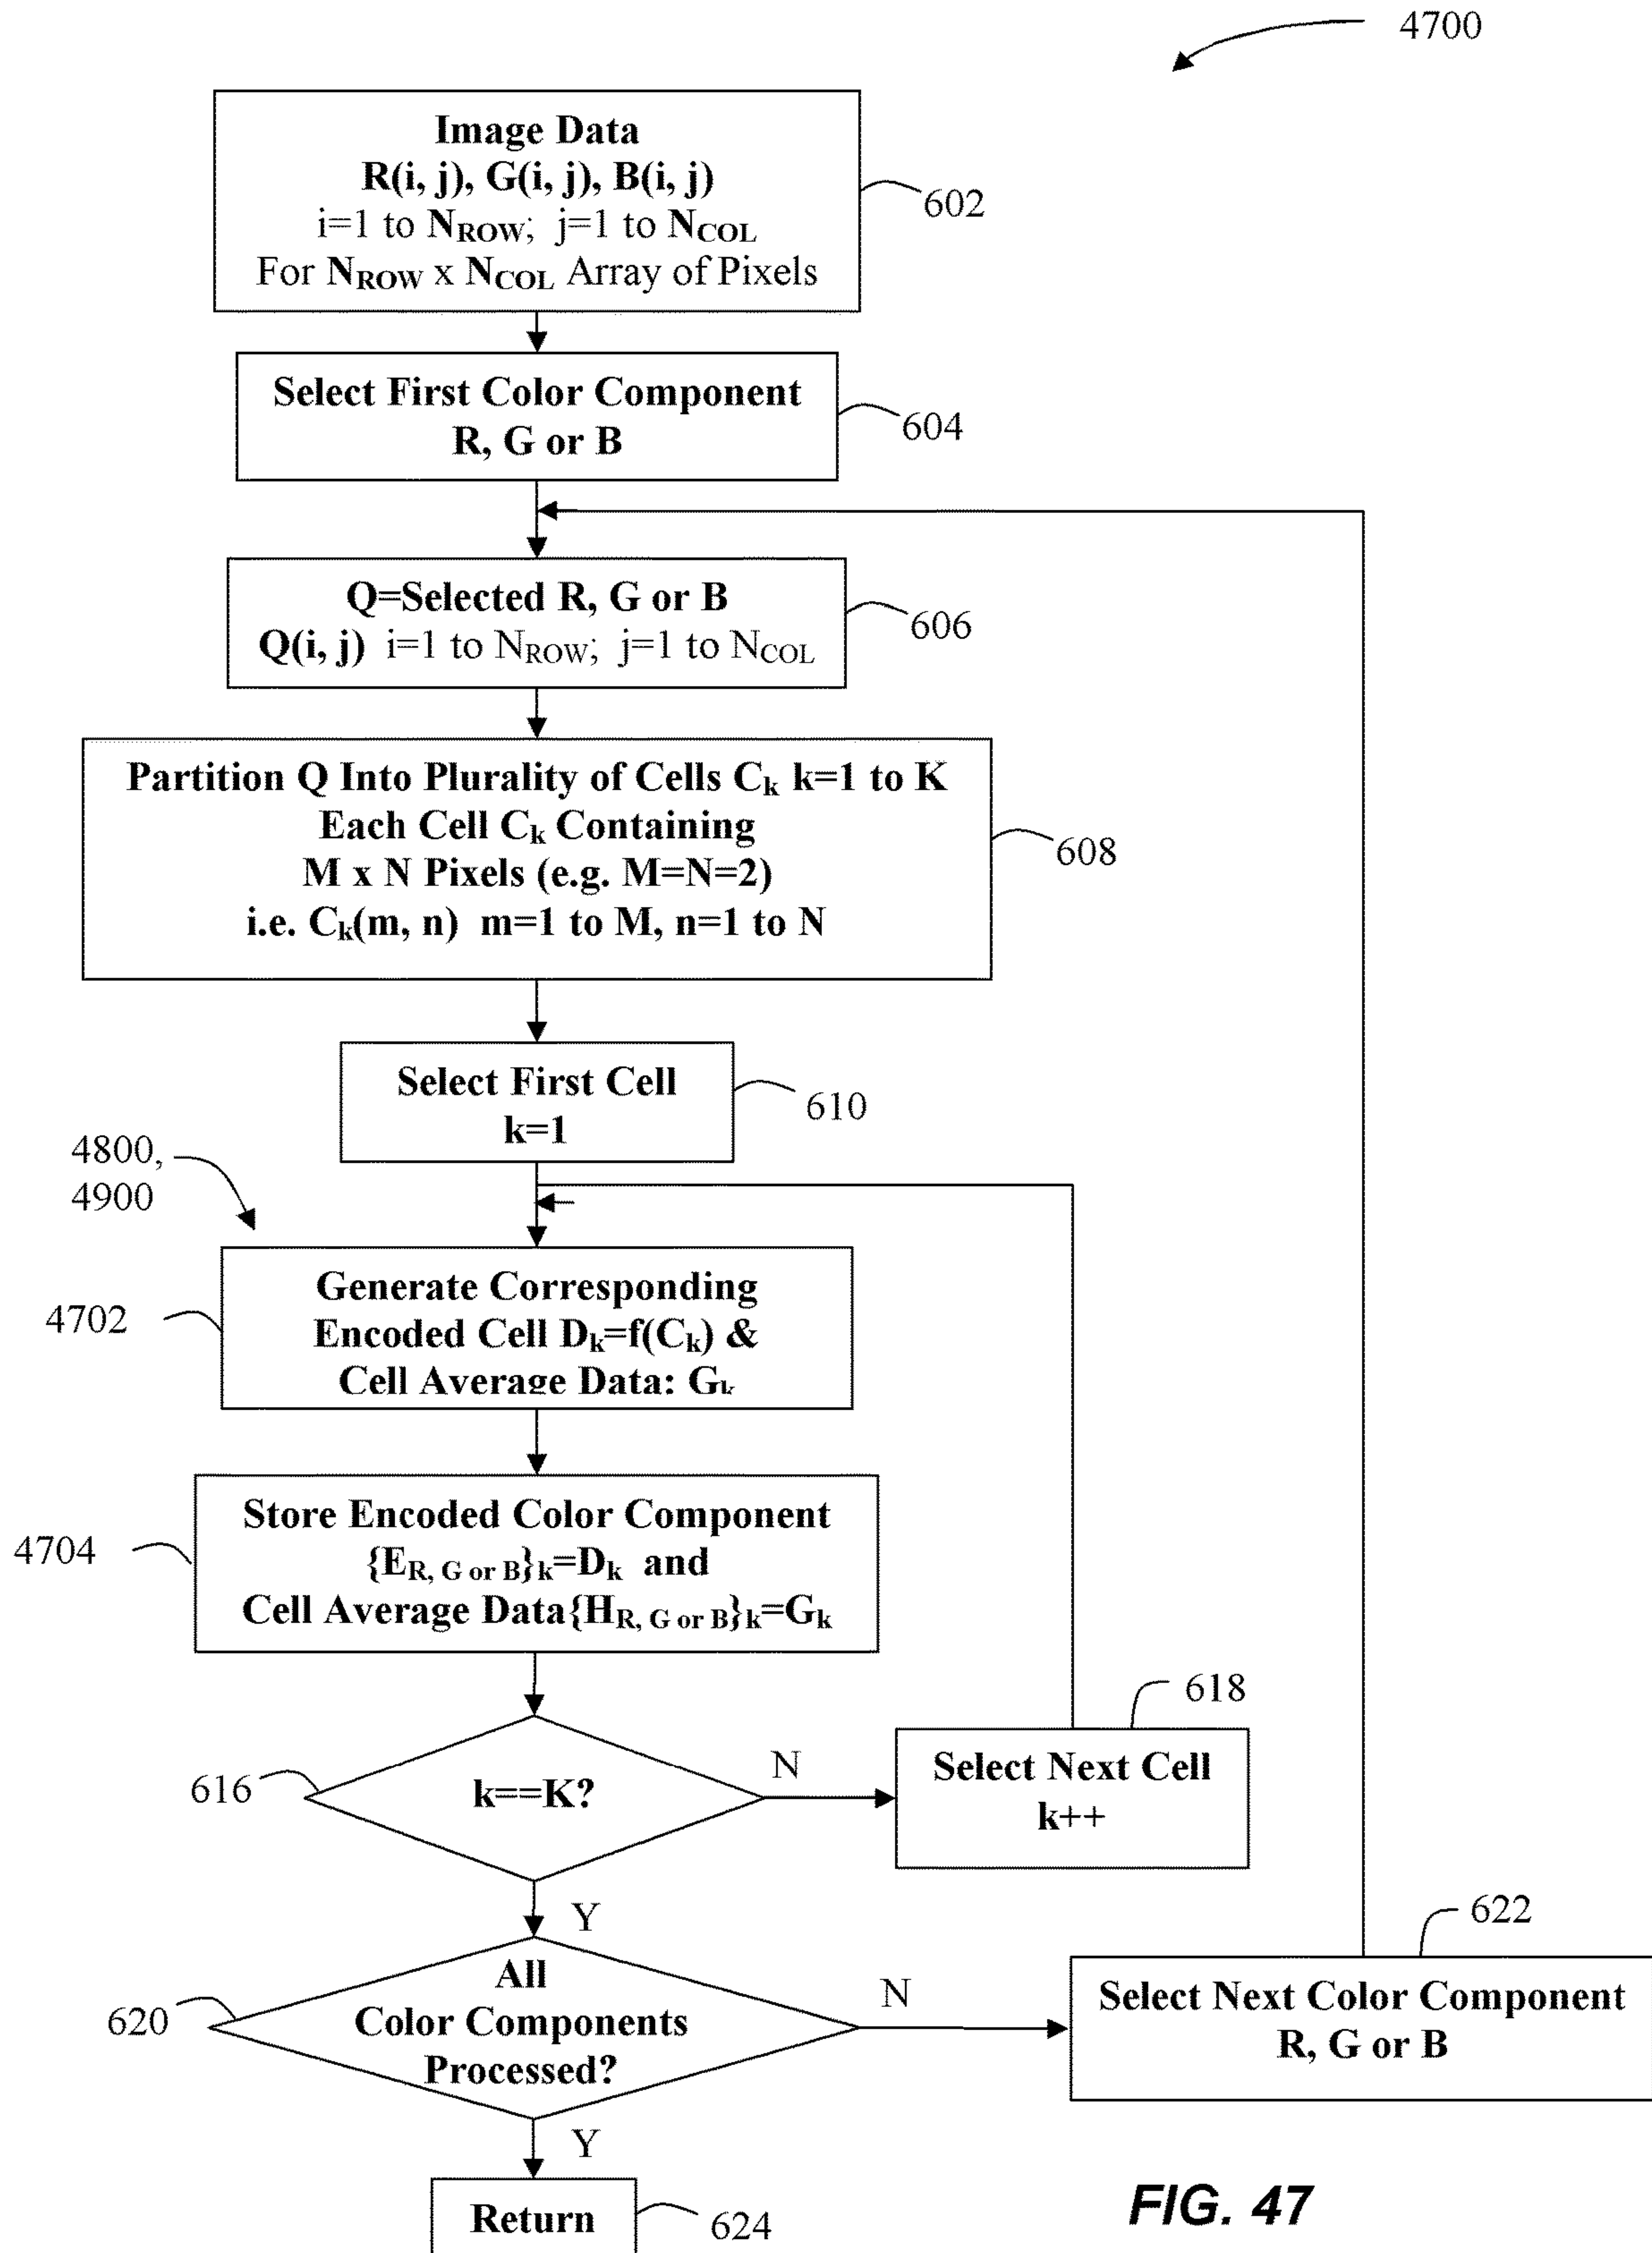 4700
Image Data
R(i, j), G(i, j), B(i, j)
i=1 to NROW; j=1 to NCOL
For NROW x NCOL Array of Pixels
602
Select First Color Component
R, G or B
604
Q=Selected R, G or B
Q(i, j) i=1 to NROW; j=1 to NCOL
606
Partition Q Into Plurality of Cells Ck k=1 to K
Each Cell Ck Containing
M x N Pixels (e.g. M=N=2)
i.e. Ck(m, n) m=1 to M, n=1 to N
608
Select First Cell
k=1
610
4800,
4900
Generate Corresponding
Encoded Cell Dk=f(Ck) &
Cell Average Data: Gk
4702
Store Encoded Color Component
{ER, G or B}k=Dk and
Cell Average Data{HR, G or B}k=Gk
4704
k==K?
616
N
Select Next Cell
k++
618
Y
All
Color Components
Processed?
620
N
Select Next Color Component
R, G or B
622
Y
Return
624
FIG. 47